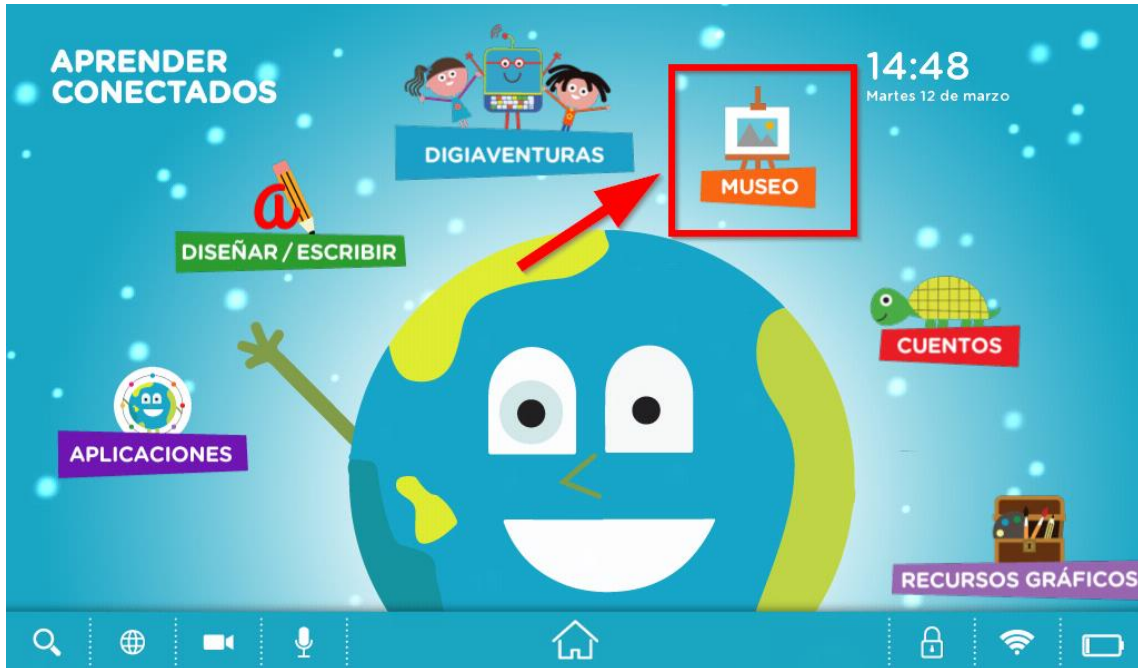 APRENDER
CONECTADOS
14:48
Martes 12 de marzo
DIGIAVENTURAS
MUSEO
@
DISEÑAR / ESCRIBIR
CUENTOS
APLICACIONES
RECURSOS GRÁFICOS